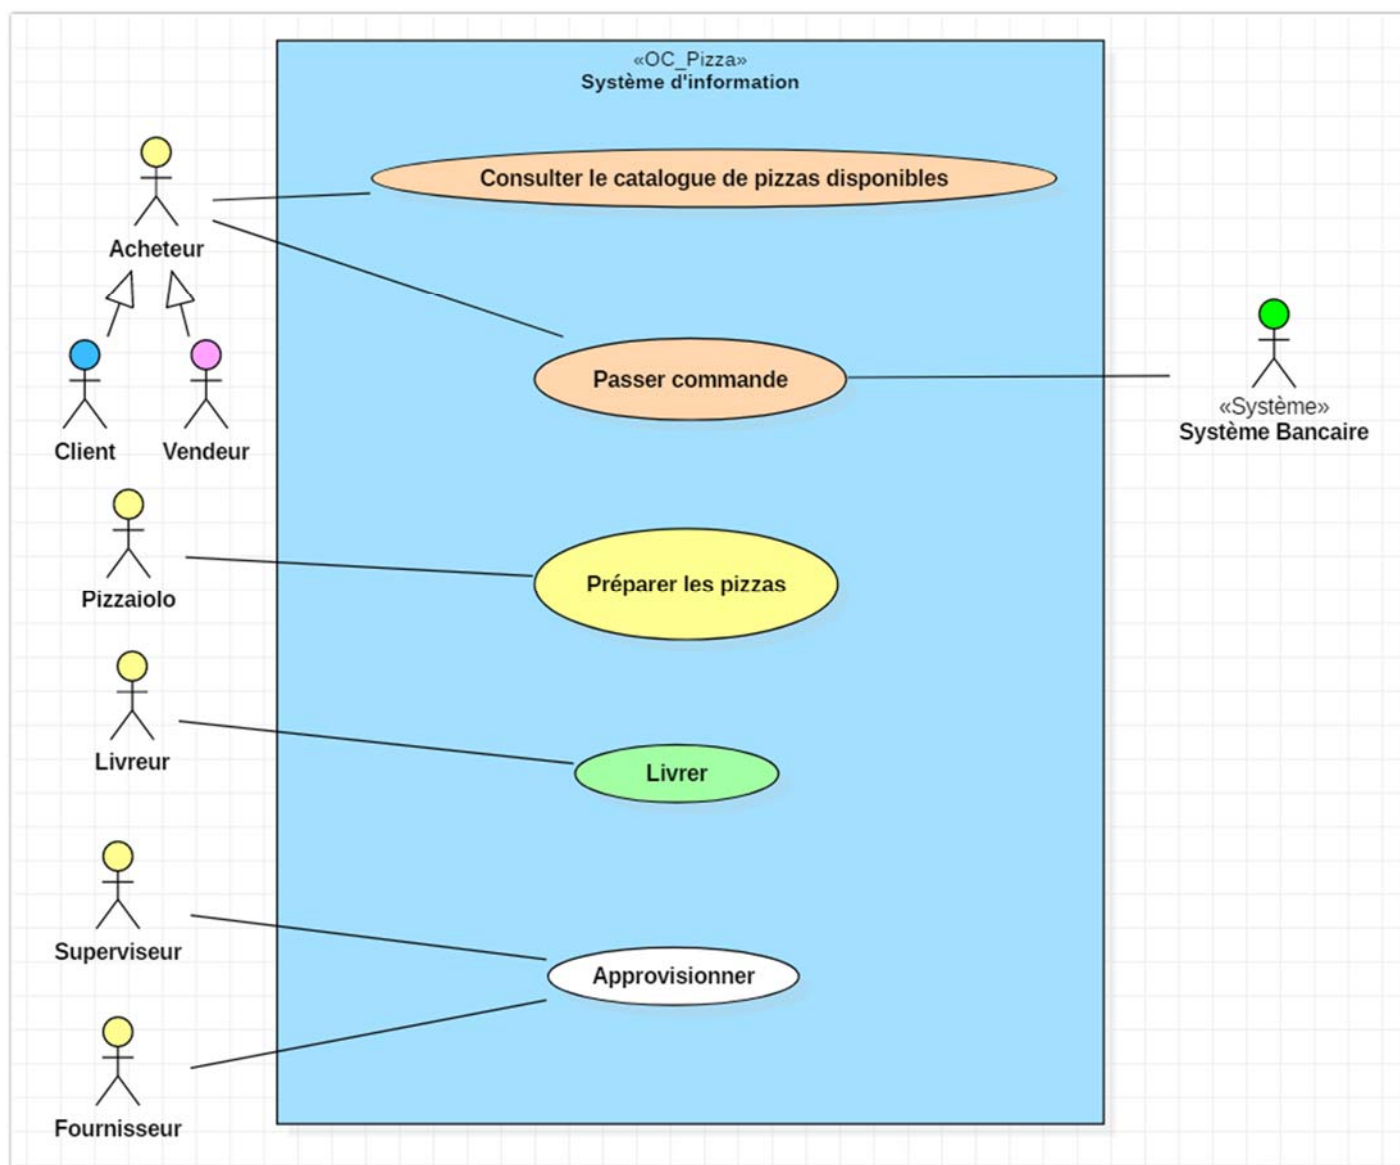 «OC_Pizza»
Système d'information
Consulter le catalogue de pizzas disponibles
Acheteur
Passer commande
«Système»
Système Bancaire
Client
Vendeur
Préparer les pizzas
Pizzaiolo
Livreur
Livrer
Superviseur
Approvisionner
Fournisseur